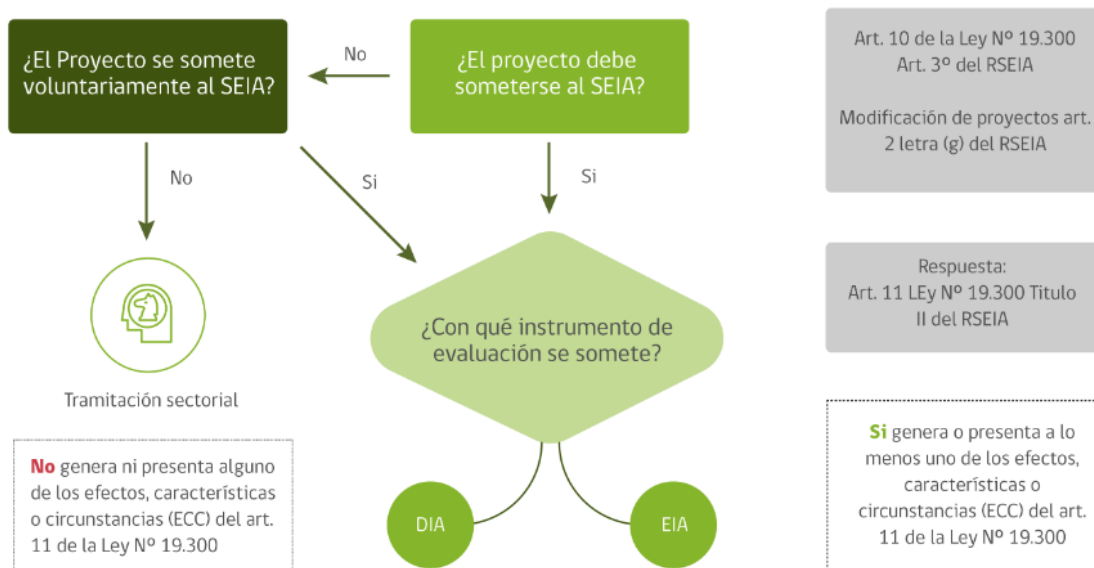 ¿El Proyecto se somete
voluntariamente al SEIA?
No
¿El proyecto debe
someterse al SEIA?
Art. 10 de la Ley Nº 19.300
Art. 3º del RSEIA
Modificación de proyectos art.
2 letra (g) del RSEIA
No
Si
Si
Tramitación sectorial
¿Con qué instrumento de
evaluación se somete?
Respuesta:
Art. 11 LEy Nº 19.300 Titulo
II del RSEIA
No genera ni presenta alguno
de los efectos, características
o circunstancias (ECC) del art.
11 de la Ley Nº 19.300
DIA
EIA
Si genera o presenta a lo
menos uno de los efectos,
características o
circunstancias (ECC) del art.
11 de la Ley Nº 19.300